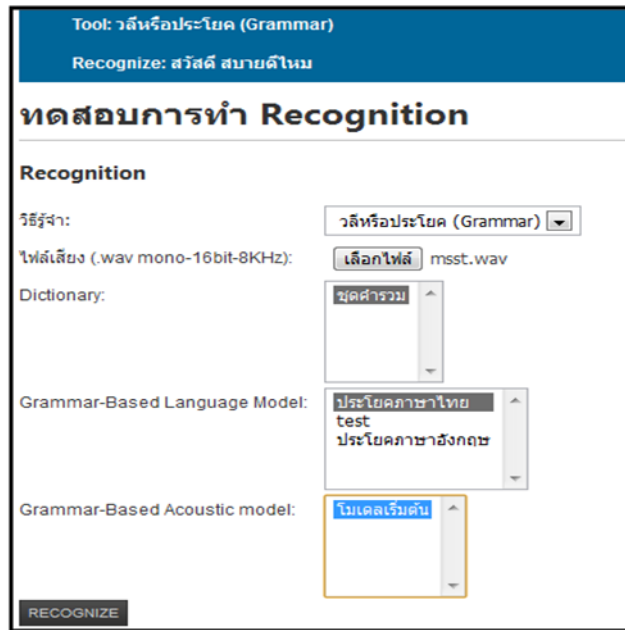 Tool: วลีหรือประโยค (Grammar)
Recognize: สวัสดี สบายดีไหม
ทดสอบการทำ Recognition
Recognition
วิธีรู้จำ: วลีหรือประโยค (Grammar)
ไฟล์เสียง (.wav mono-16bit-8KHz): เลือกไฟล์ msst.wav
Dictionary: ชุดคำรวม
Grammar-Based Language Model: ประโยคภาษาไทย
test
ประโยคภาษาอังกฤษ
Grammar-Based Acoustic model: โมเดลเริ่มต้น
RECOGNIZE